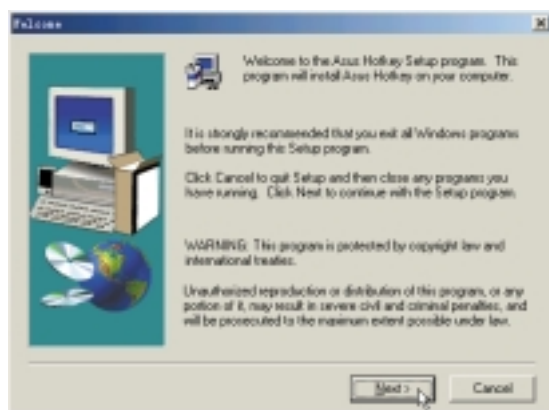 Welcome
Welcome to the Asus Hotkey Setup program. This
program will install Asus Hotkey on your computer.
It is strongly recommended that you exit all Windows programs
before running this Setup program.
Click Cancel to quit Setup and then close any programs you
have running. Click Next to continue with the Setup program.
WARNING: This program is protected by copyright law and
international treaties.
Unauthorized reproduction or distribution of this program, or any
portion of it, may result in severe civil and criminal penalties, and
will be prosecuted to the maximum extent possible under law.
Next >
Cancel